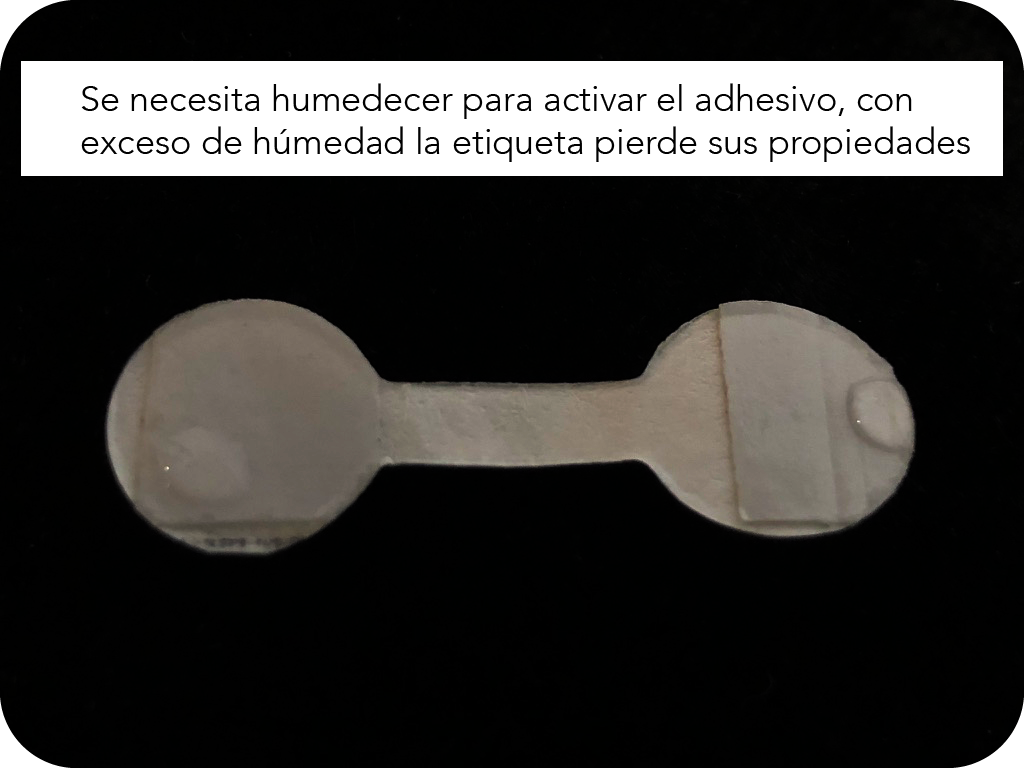 Se necesita humedecer para activar el adhesivo, con
exceso de húmedad la etiqueta pierde sus propiedades